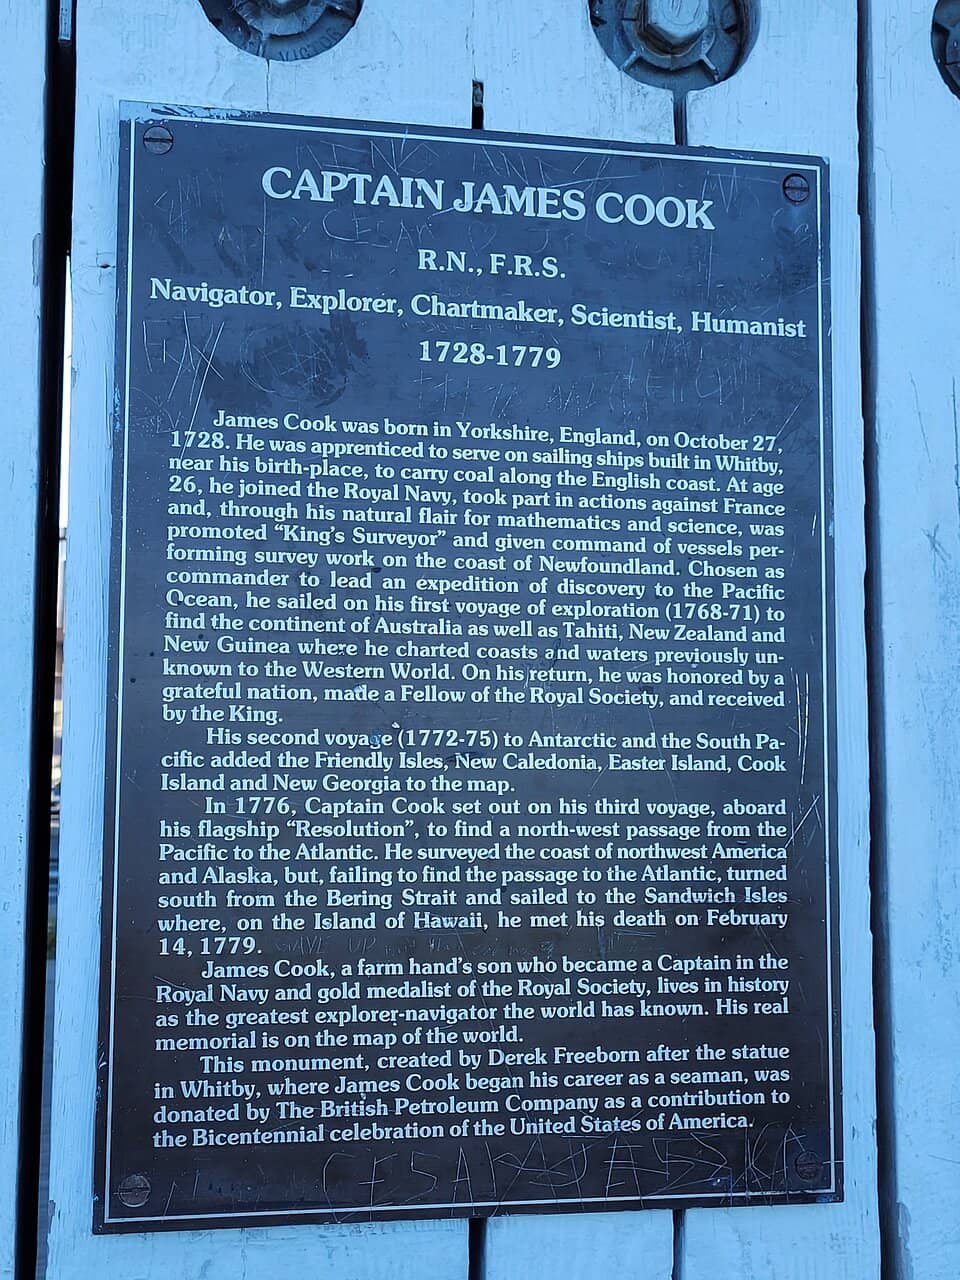 CAPTAIN JAMES COOK
R.N., F.R.S.
Navigator, Explorer, Chartmaker, Scientist, Humanist
1728-1779
James Cook was born in Yorkshire, England, on October 27,
1728. He was apprenticed to serve on sailing ships built in Whitby,
near his birth-place, to carry coal along the English coast. At age
26, he joined the Royal Navy, took part in actions against France
and, through his natural flair for mathematics and science, was
promoted "King's Surveyor" and given command of vessels per-
forming survey work on the coast of Newfoundland. Chosen as
commander to lead an expedition of discovery to the Pacific
Ocean, he sailed on his first voyage of exploration (1768-71) to
find the continent of Australia as well as Tahiti, New Zealand and
New Guinea where he charted coasts and waters previously un-
known to the Western World. On his return, he was honored by a
grateful nation, made a Fellow of the Royal Society, and received
by the King.
His second voyage (1772-75) to Antarctic and the South Pa-
cific added the Friendly Isles, New Caledonia, Easter Island, Cook
Island and New Georgia to the map.
In 1776, Captain Cook set out on his third voyage, aboard
his flagship "Resolution", to find a north-west passage from the
Pacific to the Atlantic. He surveyed the coast of northwest America
and Alaska, but, failing to find the passage to the Atlantic, turned
south from the Bering Strait and sailed to the Sandwich Isles
where, on the Island of Hawaii, he met his death on February
14, 1779.
James Cook, a farm hand's son who became a Captain in the
Royal Navy and gold medalist of the Royal Society, lives in history
as the greatest explorer-navigator the world has known. His real
memorial is on the map of the world.
This monument, created by Derek Freeborn after the statue
in Whitby, where James Cook began his career as a seaman, was
donated by The British Petroleum Company as a contribution to
the Bicentennial celebration of the United States of America.
CESAR